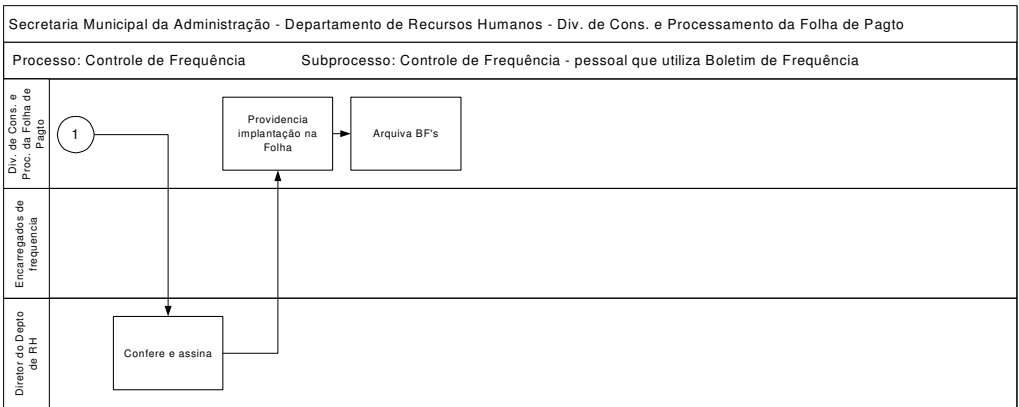 Secretaria Municipal da Administração - Departamento de Recursos Humanos - Div. de Cons. e Processamento da Folha de Pagto
Processo: Controle de Frequência Subprocesso: Controle de Frequência - pessoal que utiliza Boletim de Frequência
Div. de Cons. e
Proc. da Folha de
Pagto
1
Providencia
implantação na
Folha
Arquiva BF's
Encarregados de
frequencia
Diretor do Depto
de RH
Confere e assina